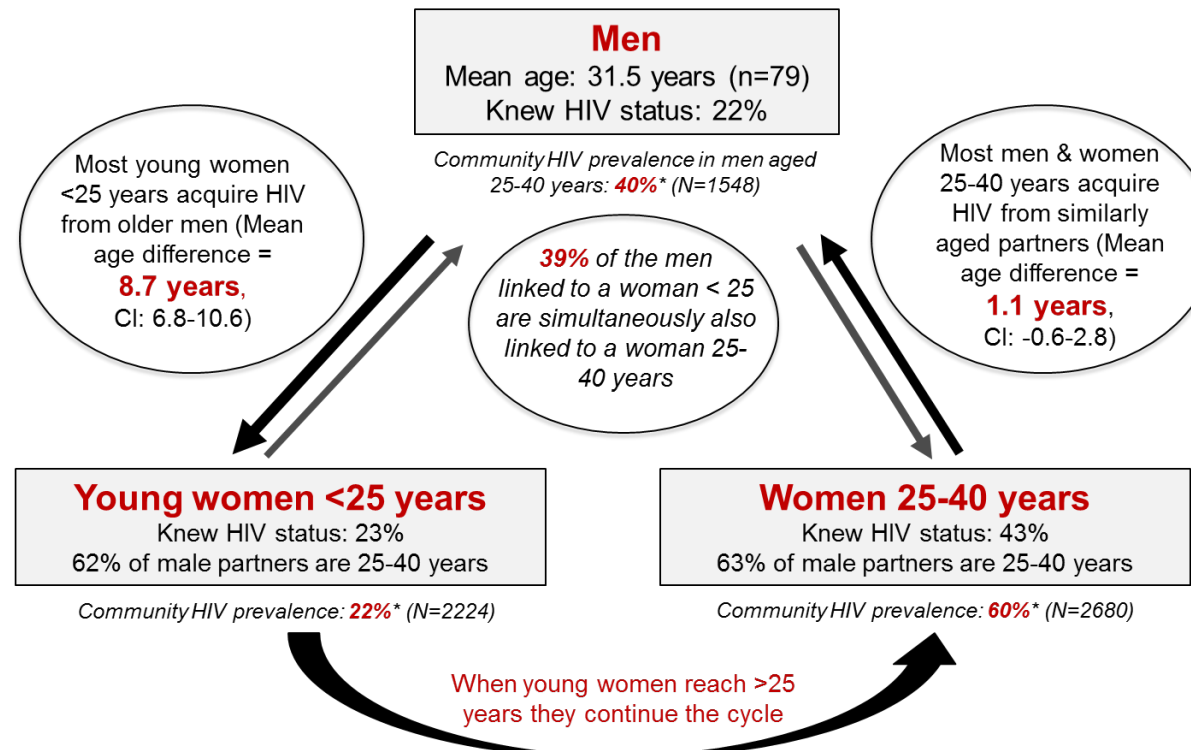 Men
Mean age: 31.5 years (n=79)
Knew HIV status: 22%
Community HIV prevalence in men aged
25-40 years: 40%* (N=1548)
Most young women
<25 years acquire HIV
from older men (Mean
age difference =
8.7 years,
CI: 6.8-10.6)
39% of the men
linked to a woman < 25
are simultaneously also
linked to a woman 25-
40 years
Most men & women
25-40 years acquire
HIV from similarly
aged partners (Mean
age difference =
1.1 years,
CI: -0.6-2.8)
Young women <25 years
Knew HIV status: 23%
62% of male partners are 25-40 years
Community HIV prevalence: 22%* (N=2224)
Women 25-40 years
Knew HIV status: 43%
63% of male partners are 25-40 years
Community HIV prevalence: 60%* (N=2680)
When young women reach >25
years they continue the cycle